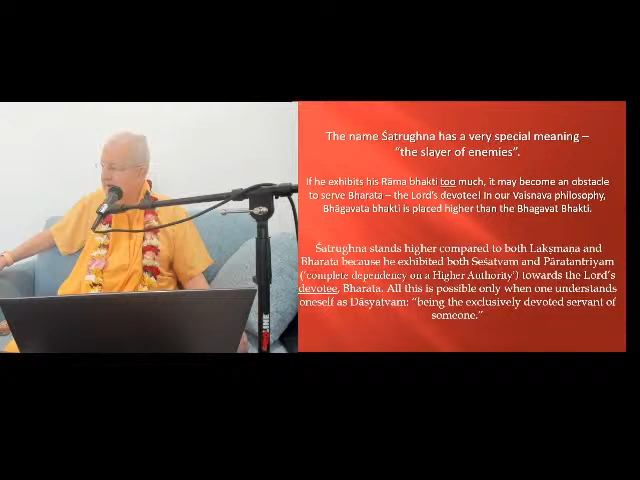 The name Śatrughna has a very special meaning –
“the slayer of enemies”.
If he exhibits his Rāma bhakti too much, it may become an obstacle
to serve Bharata – the Lord's devotee! In our Vaisnava philosophy,
Bhāgavata bhakti is placed higher than the Bhagavat Bhakti.
Śatrughna stands higher compared to both Lakṣmaṇa and
Bharata because he exhibited both Śeṣatvam and Pāratantriyam
('complete dependency on a Higher Authority') towards the Lord's
devotee, Bharata. All this is possible only when one understands
oneself as Dāsyatvam: “being the exclusively devoted servant of
someone.”